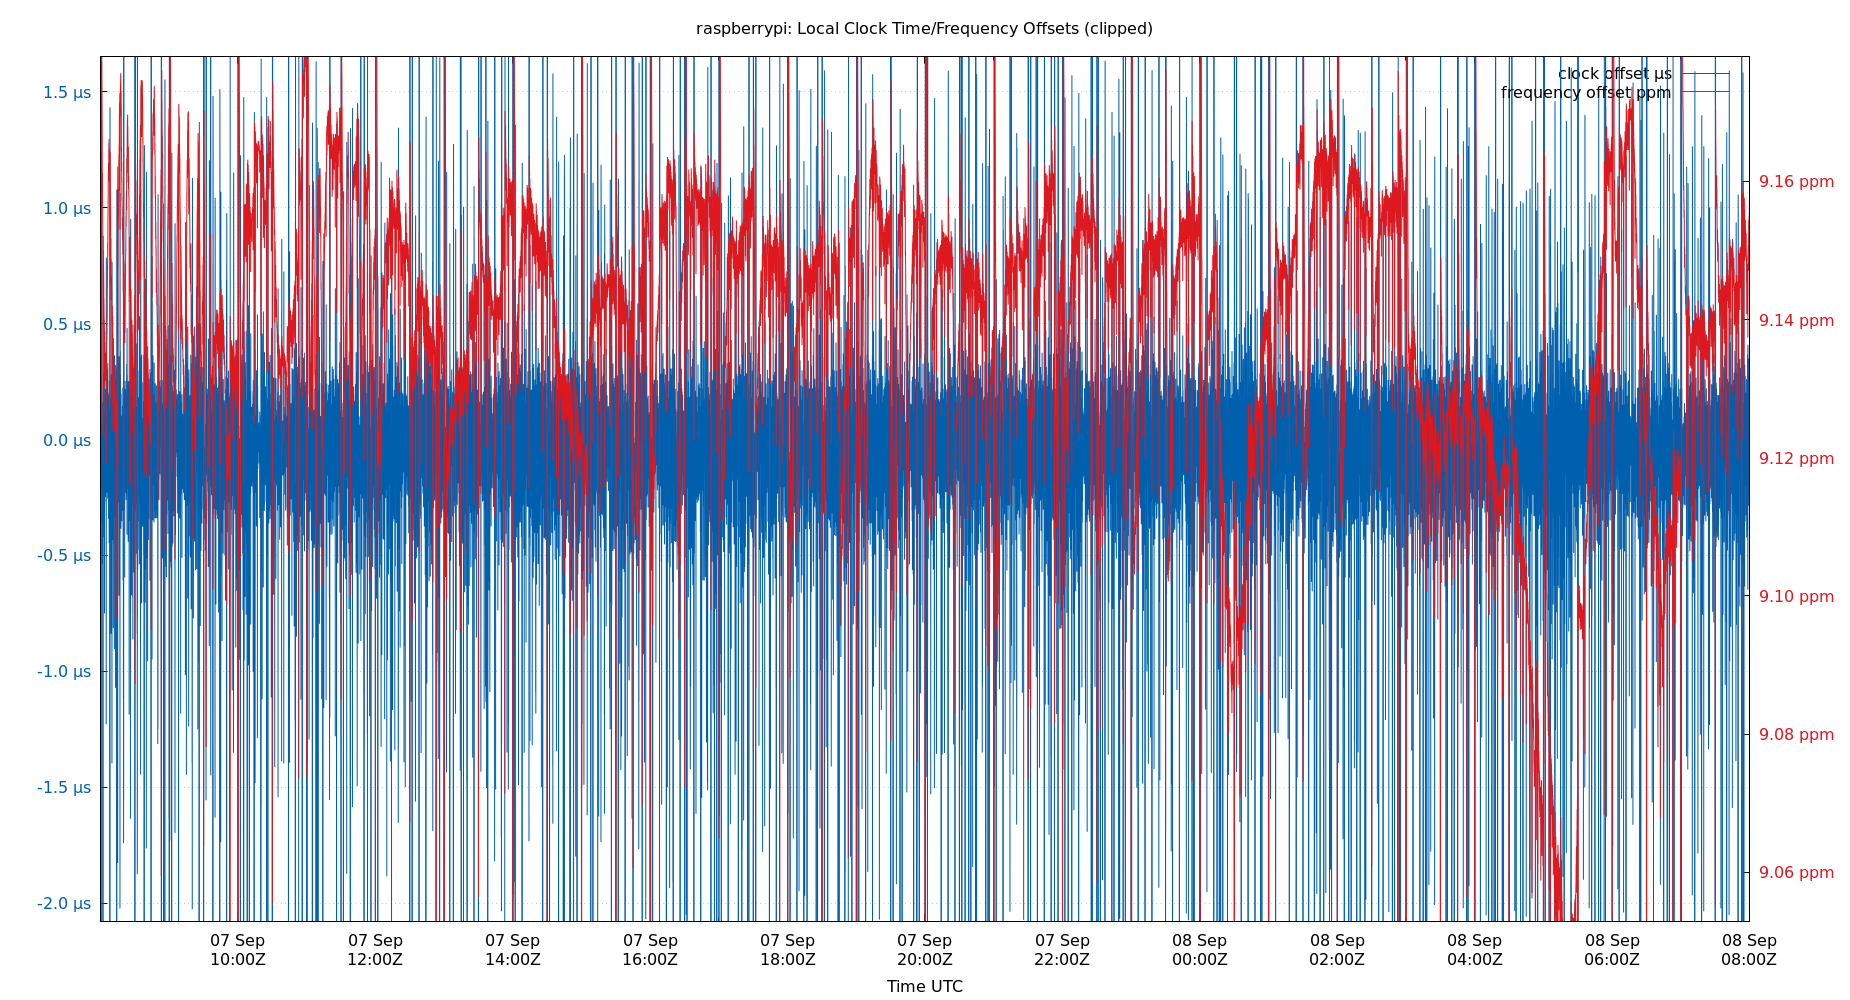 raspberrypi: Local Clock Time/Frequency Offsets (clipped)
clock offset µs
frequency offset ppm
1.5 µs
1.0 µs
0.5 µs
0.0 µs
-0.5 µs
-1.0 µs
-1.5 µs
-2.0 µs
9.16 ppm
9.14 ppm
9.12 ppm
9.10 ppm
9.08 ppm
9.06 ppm
07 Sep 07 Sep 07 Sep 07 Sep 07 Sep 07 Sep 07 Sep 08 Sep 08 Sep 08 Sep 08 Sep 08 Sep
10:00Z 12:00Z 14:00Z 16:00Z 18:00Z 20:00Z 22:00Z 00:00Z 02:00Z 04:00Z 06:00Z 08:00Z
Time UTC